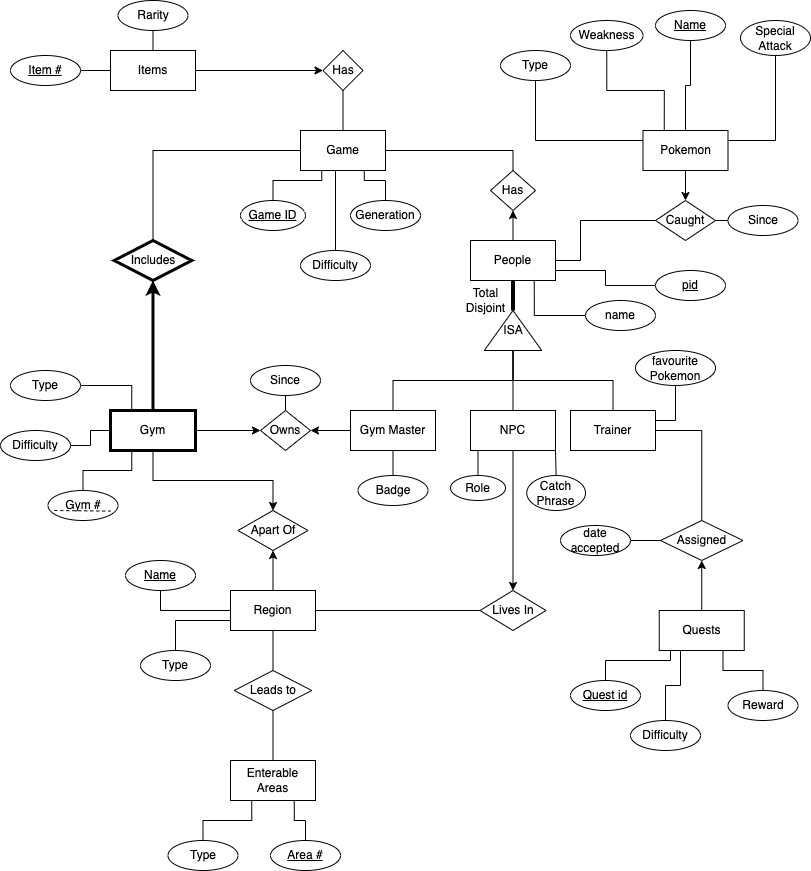 Rarity
Item #
Items
Has
Game
Game ID
Generation
Difficulty
Weakness
Name
Special
Attack
Type
Pokemon
Has
Caught
Since
Includes
People
Total
Disjoint
pid
name
ISA
Type
Since
favourite
Pokemon
Difficulty
Gym
Owns
Gym Master
NPC
Trainer
Gym #
Badge
Role
Catch
Phrase
Apart Of
date
accepted
Assigned
Name
Region
Lives In
Quests
Type
Leads to
Quest id
Reward
Difficulty
Enterable
Areas
Type
Area #